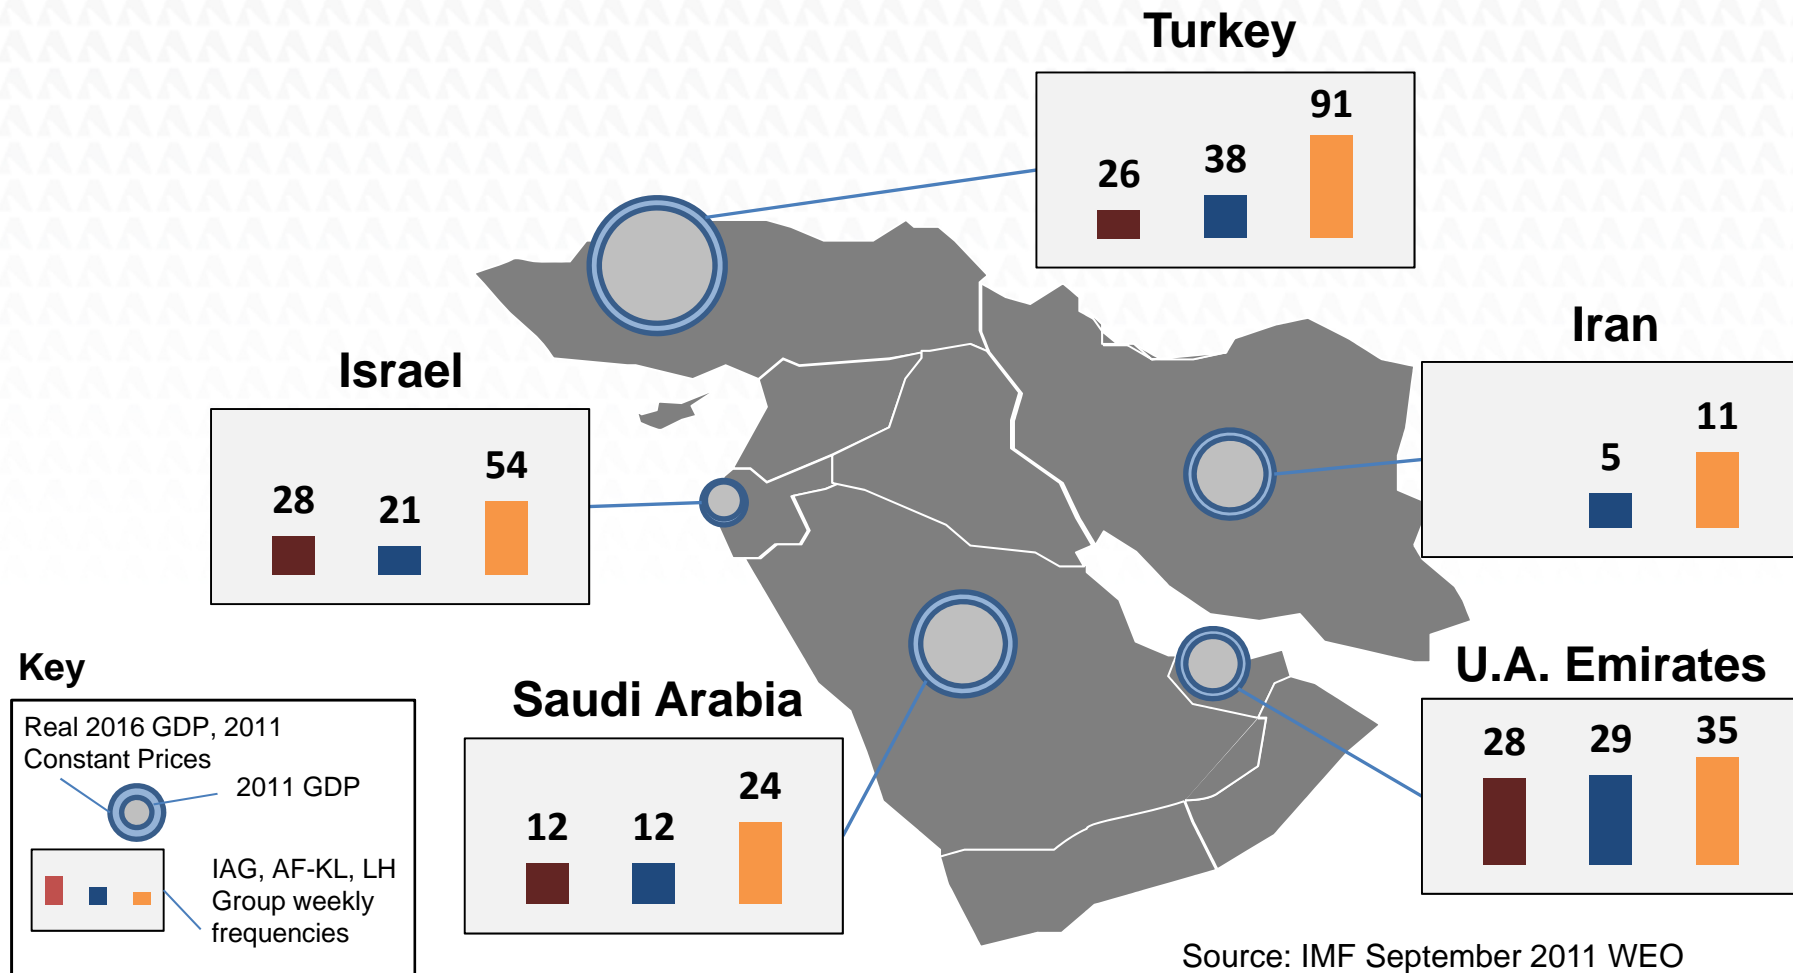 Turkey
91
38
26
Iran
11
5
Israel
54
28
21
U.A. Emirates
35
29
28
Saudi Arabia
24
12
12
Key
Real 2016 GDP, 2011
Constant Prices
2011 GDP
IAG, AF-KL, LH
Group weekly
frequencies
Source: IMF September 2011 WEO